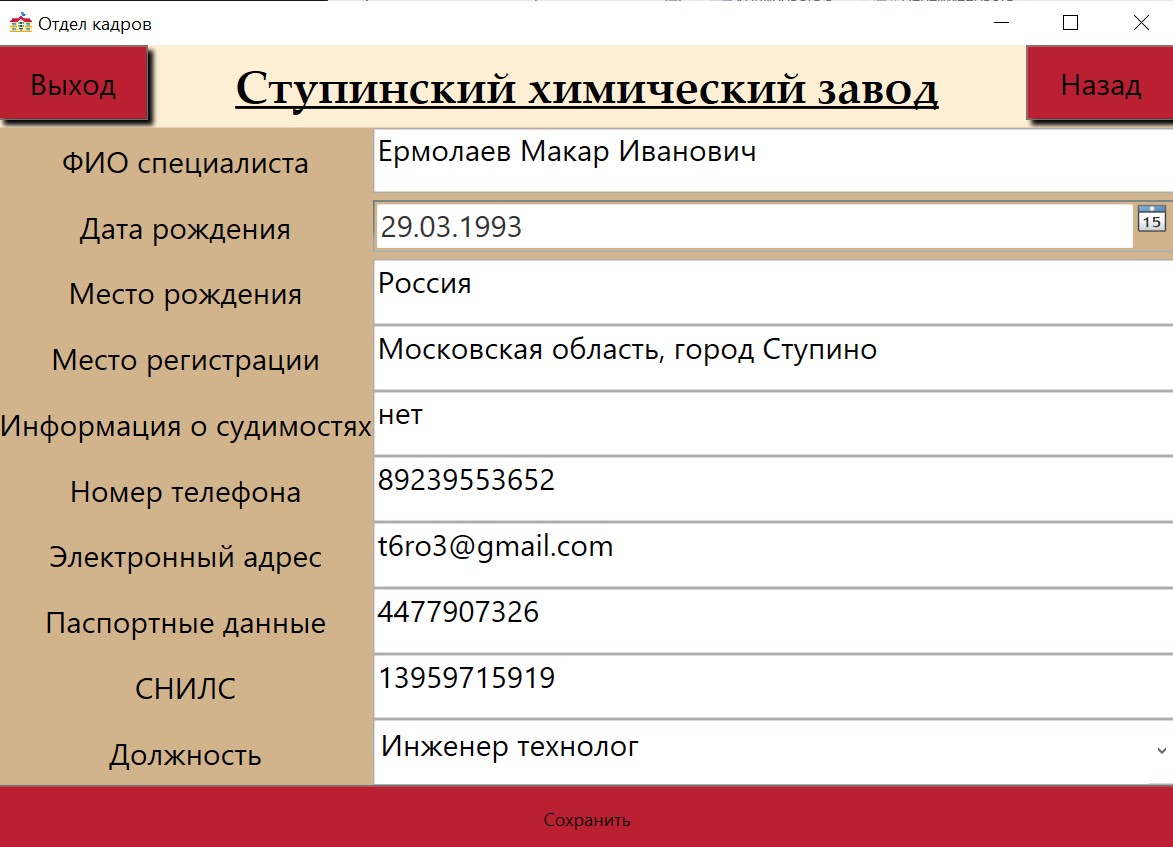 Отдел кадров
Выход
Ступинский химический завод
Назад
ФИО специалиста
Ермолаев Макар Иванович
Дата рождения
29.03.1993
15
Место рождения
Россия
Место регистрации
Московская область, город Ступино
Информация о судимостях
нет
Номер телефона
89239553652
Электронный адрес
t6ro3@gmail.com
Паспортные данные
4477907326
СНИЛС
13959715919
Должность
Инженер технолог
Сохранить